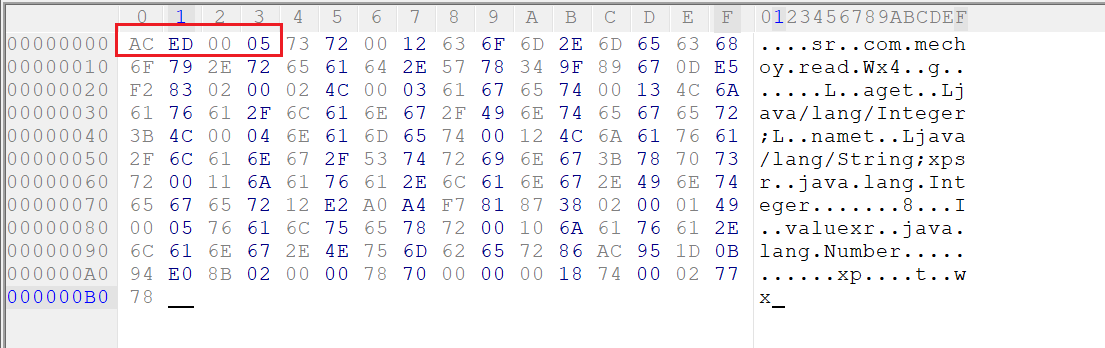 0 1 2 3 4 5 6 7 8 9 A B C D E F 0123456789ABCDEF
00000000 AC ED 00 05 73 72 00 12 63 6F 6D 2E 6D 65 63 68 ....sr..com.mech
00000010 6F 79 2E 72 65 61 64 2E 57 78 34 9F 89 67 0D E5 oy.read.Wx4..g..
00000020 F2 83 02 00 02 4C 00 03 61 67 65 74 00 13 4C 6A .....L..aget..Lj
00000030 61 76 61 2F 6C 61 6E 67 2F 49 6E 74 65 67 65 72 ava/lang/Integer
00000040 3B 4C 00 04 6E 61 6D 65 74 00 12 4C 6A 61 76 61 ;L..namet..Ljava
00000050 2F 6C 61 6E 67 2F 53 74 72 69 6E 67 3B 78 70 73 /lang/String;xps
00000060 72 00 11 6A 61 76 61 2E 6C 61 6E 67 2E 49 6E 74 r..java.lang.Int
00000070 65 67 65 72 12 E2 A0 A4 F7 81 87 38 02 00 01 49 eger.......8...I
00000080 00 05 76 61 6C 75 65 78 72 00 10 6A 61 76 61 2E ..valuexr..java.
00000090 6C 61 6E 67 2E 4E 75 6D 62 65 72 86 AC 95 1D 0B lang.Number.....
000000A0 94 E0 8B 02 00 00 78 70 00 00 00 18 74 00 02 77 ......xp....t..w
000000B0 78 x